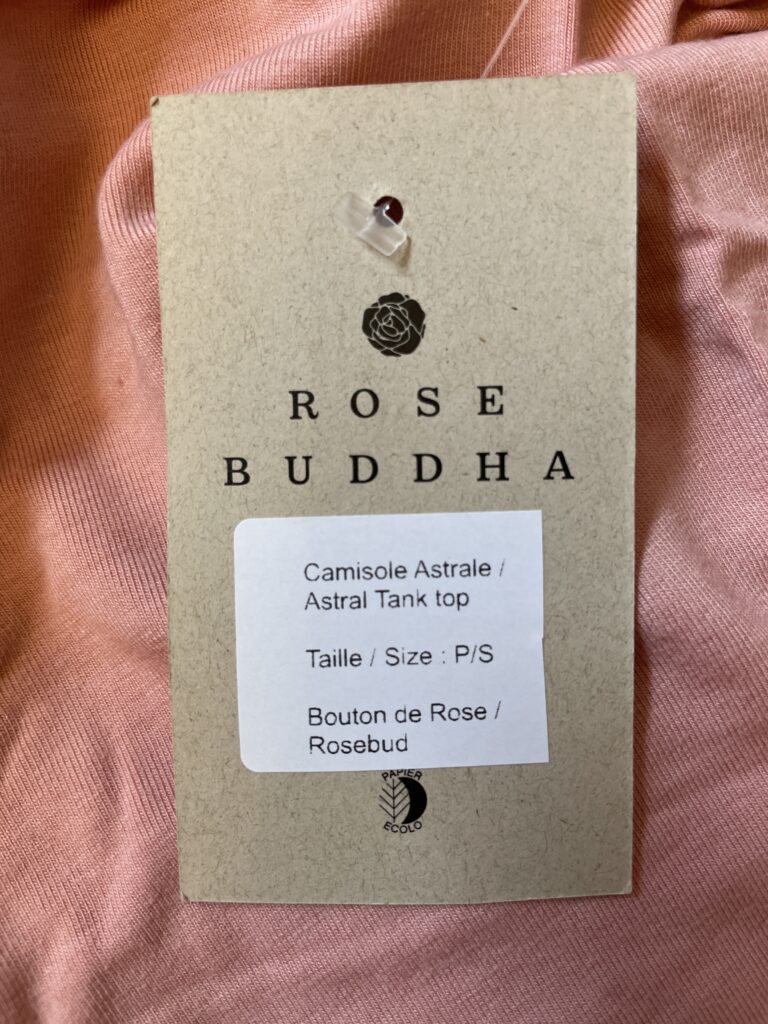 ROSE
BUDDHA
Camisole Astrale /
Astral Tank top
Taille / Size : P/S
Bouton de Rose /
Rosebud
PAPIER
ECOLO